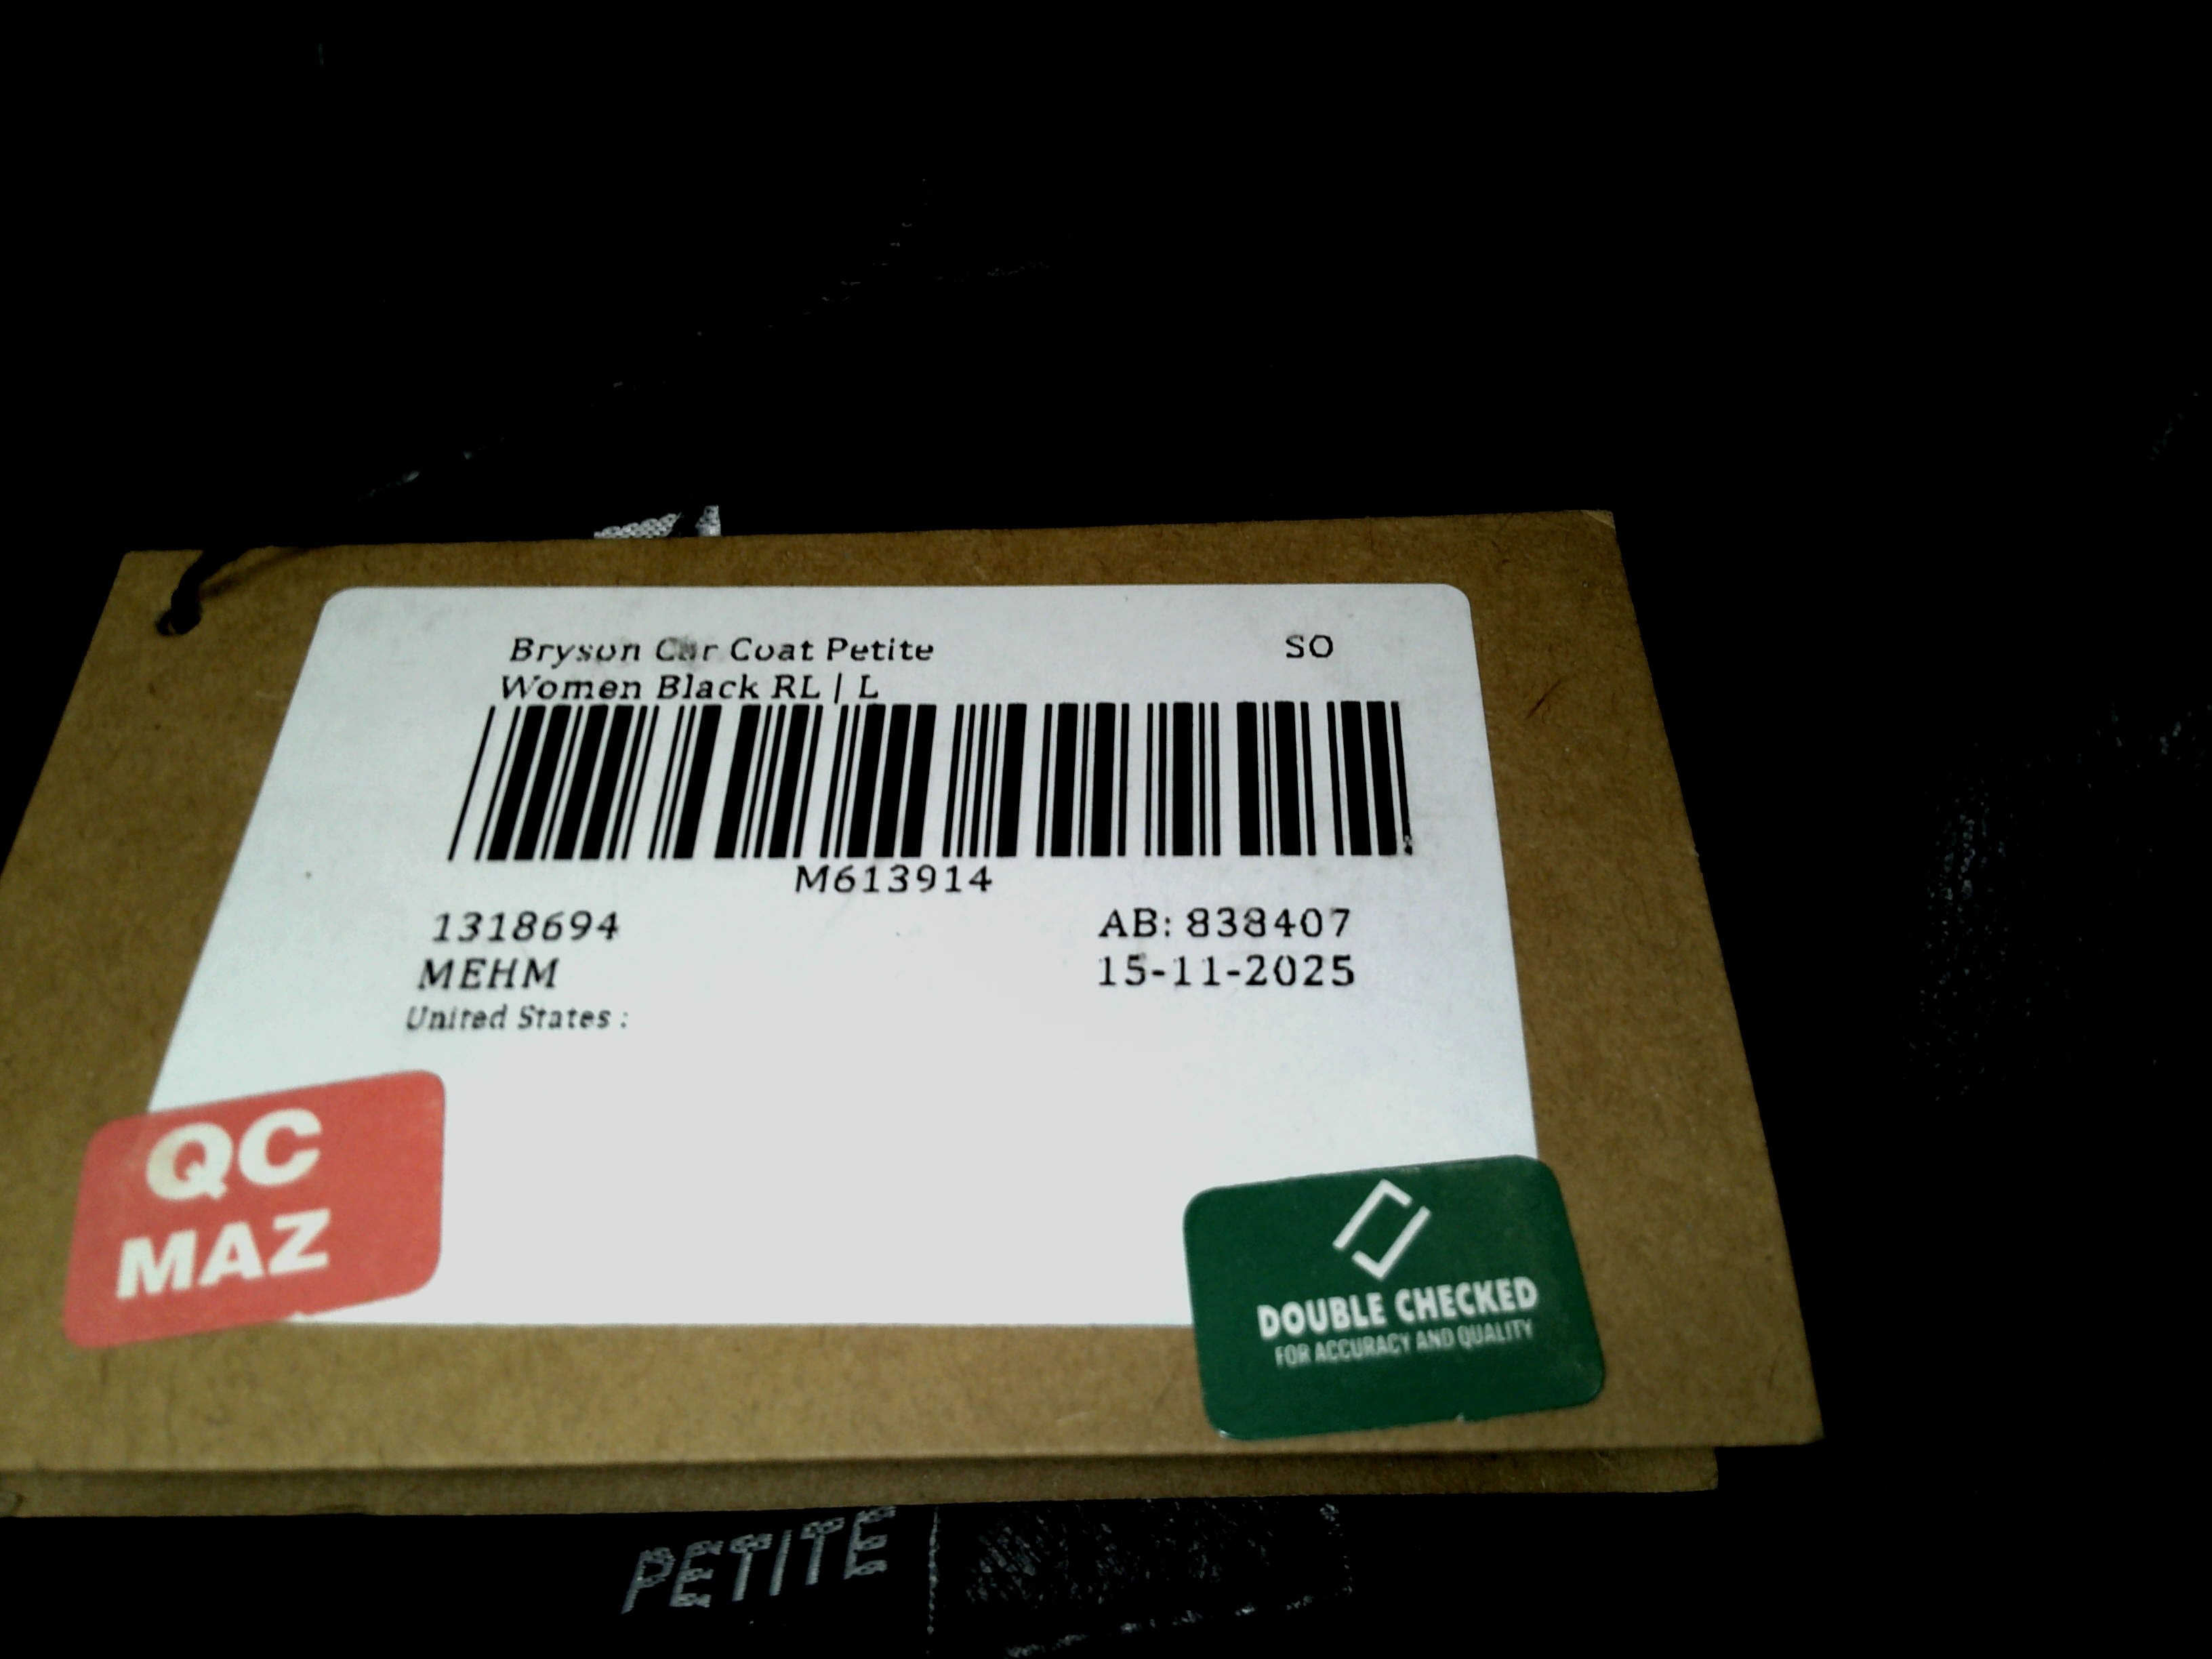 Bryson Car Coat Petite SO
Women Black RL | L
M613914
1318694 AB: 838407
MEHM 15-11-2025
United States :
QC
MAZ
DOUBLE CHECKED
FOR ACCURACY AND QUALITY
PETITE